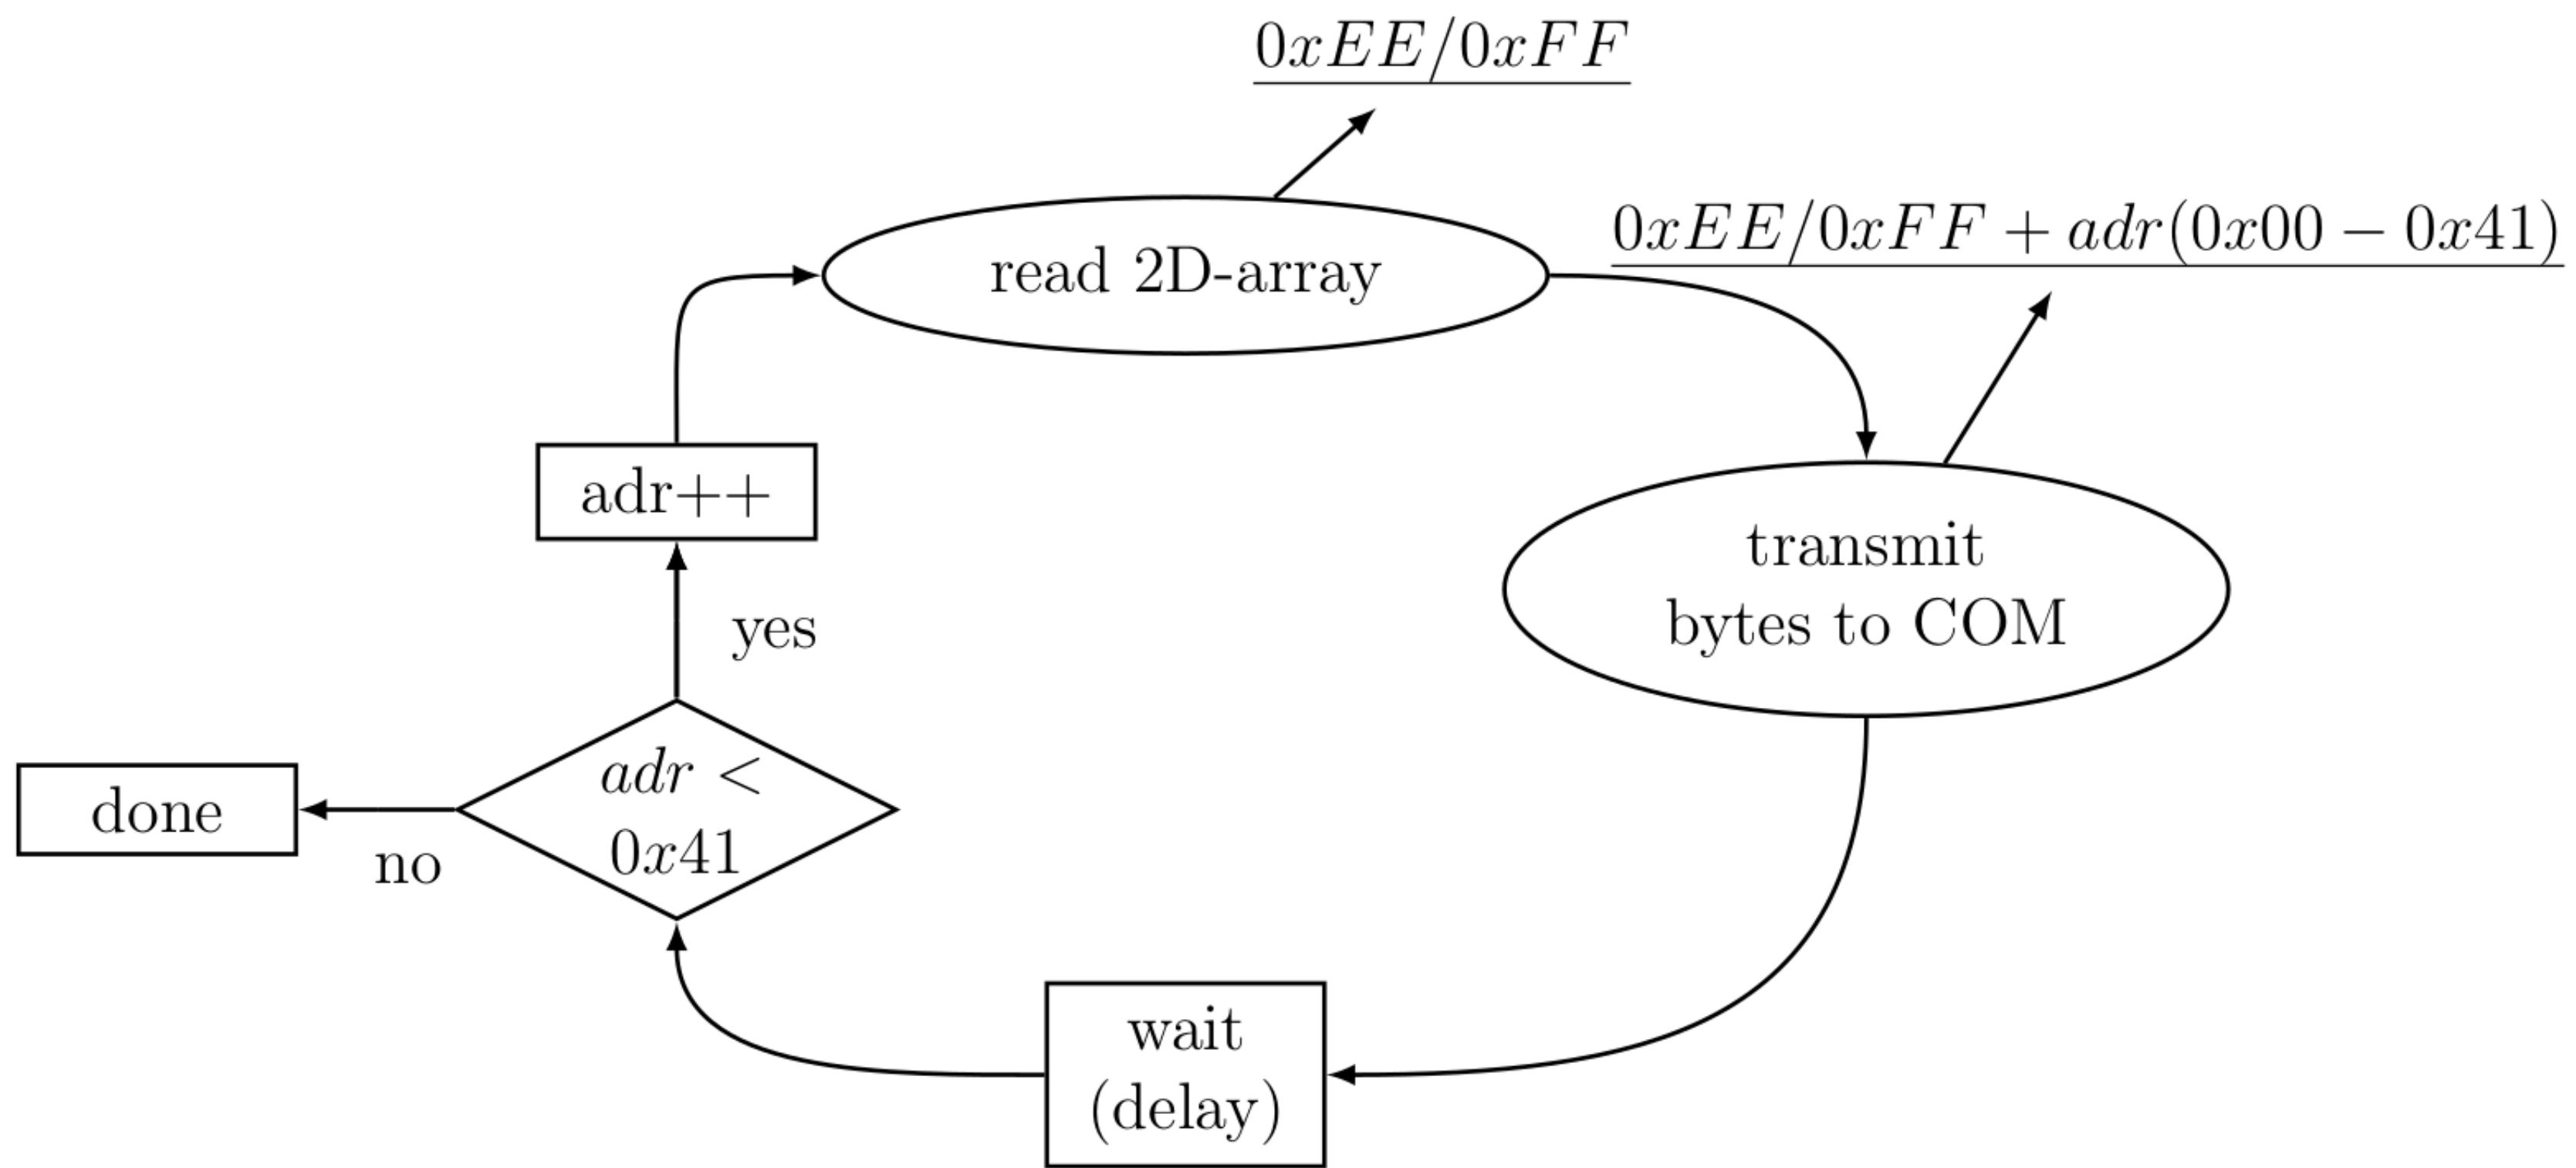 0xEE/0xFF
0xEE/0xFF + adr(0x00 − 0x41)
read 2D-array
adr++
transmit
bytes to COM
yes
adr <
0x41
done
no
wait
(delay)